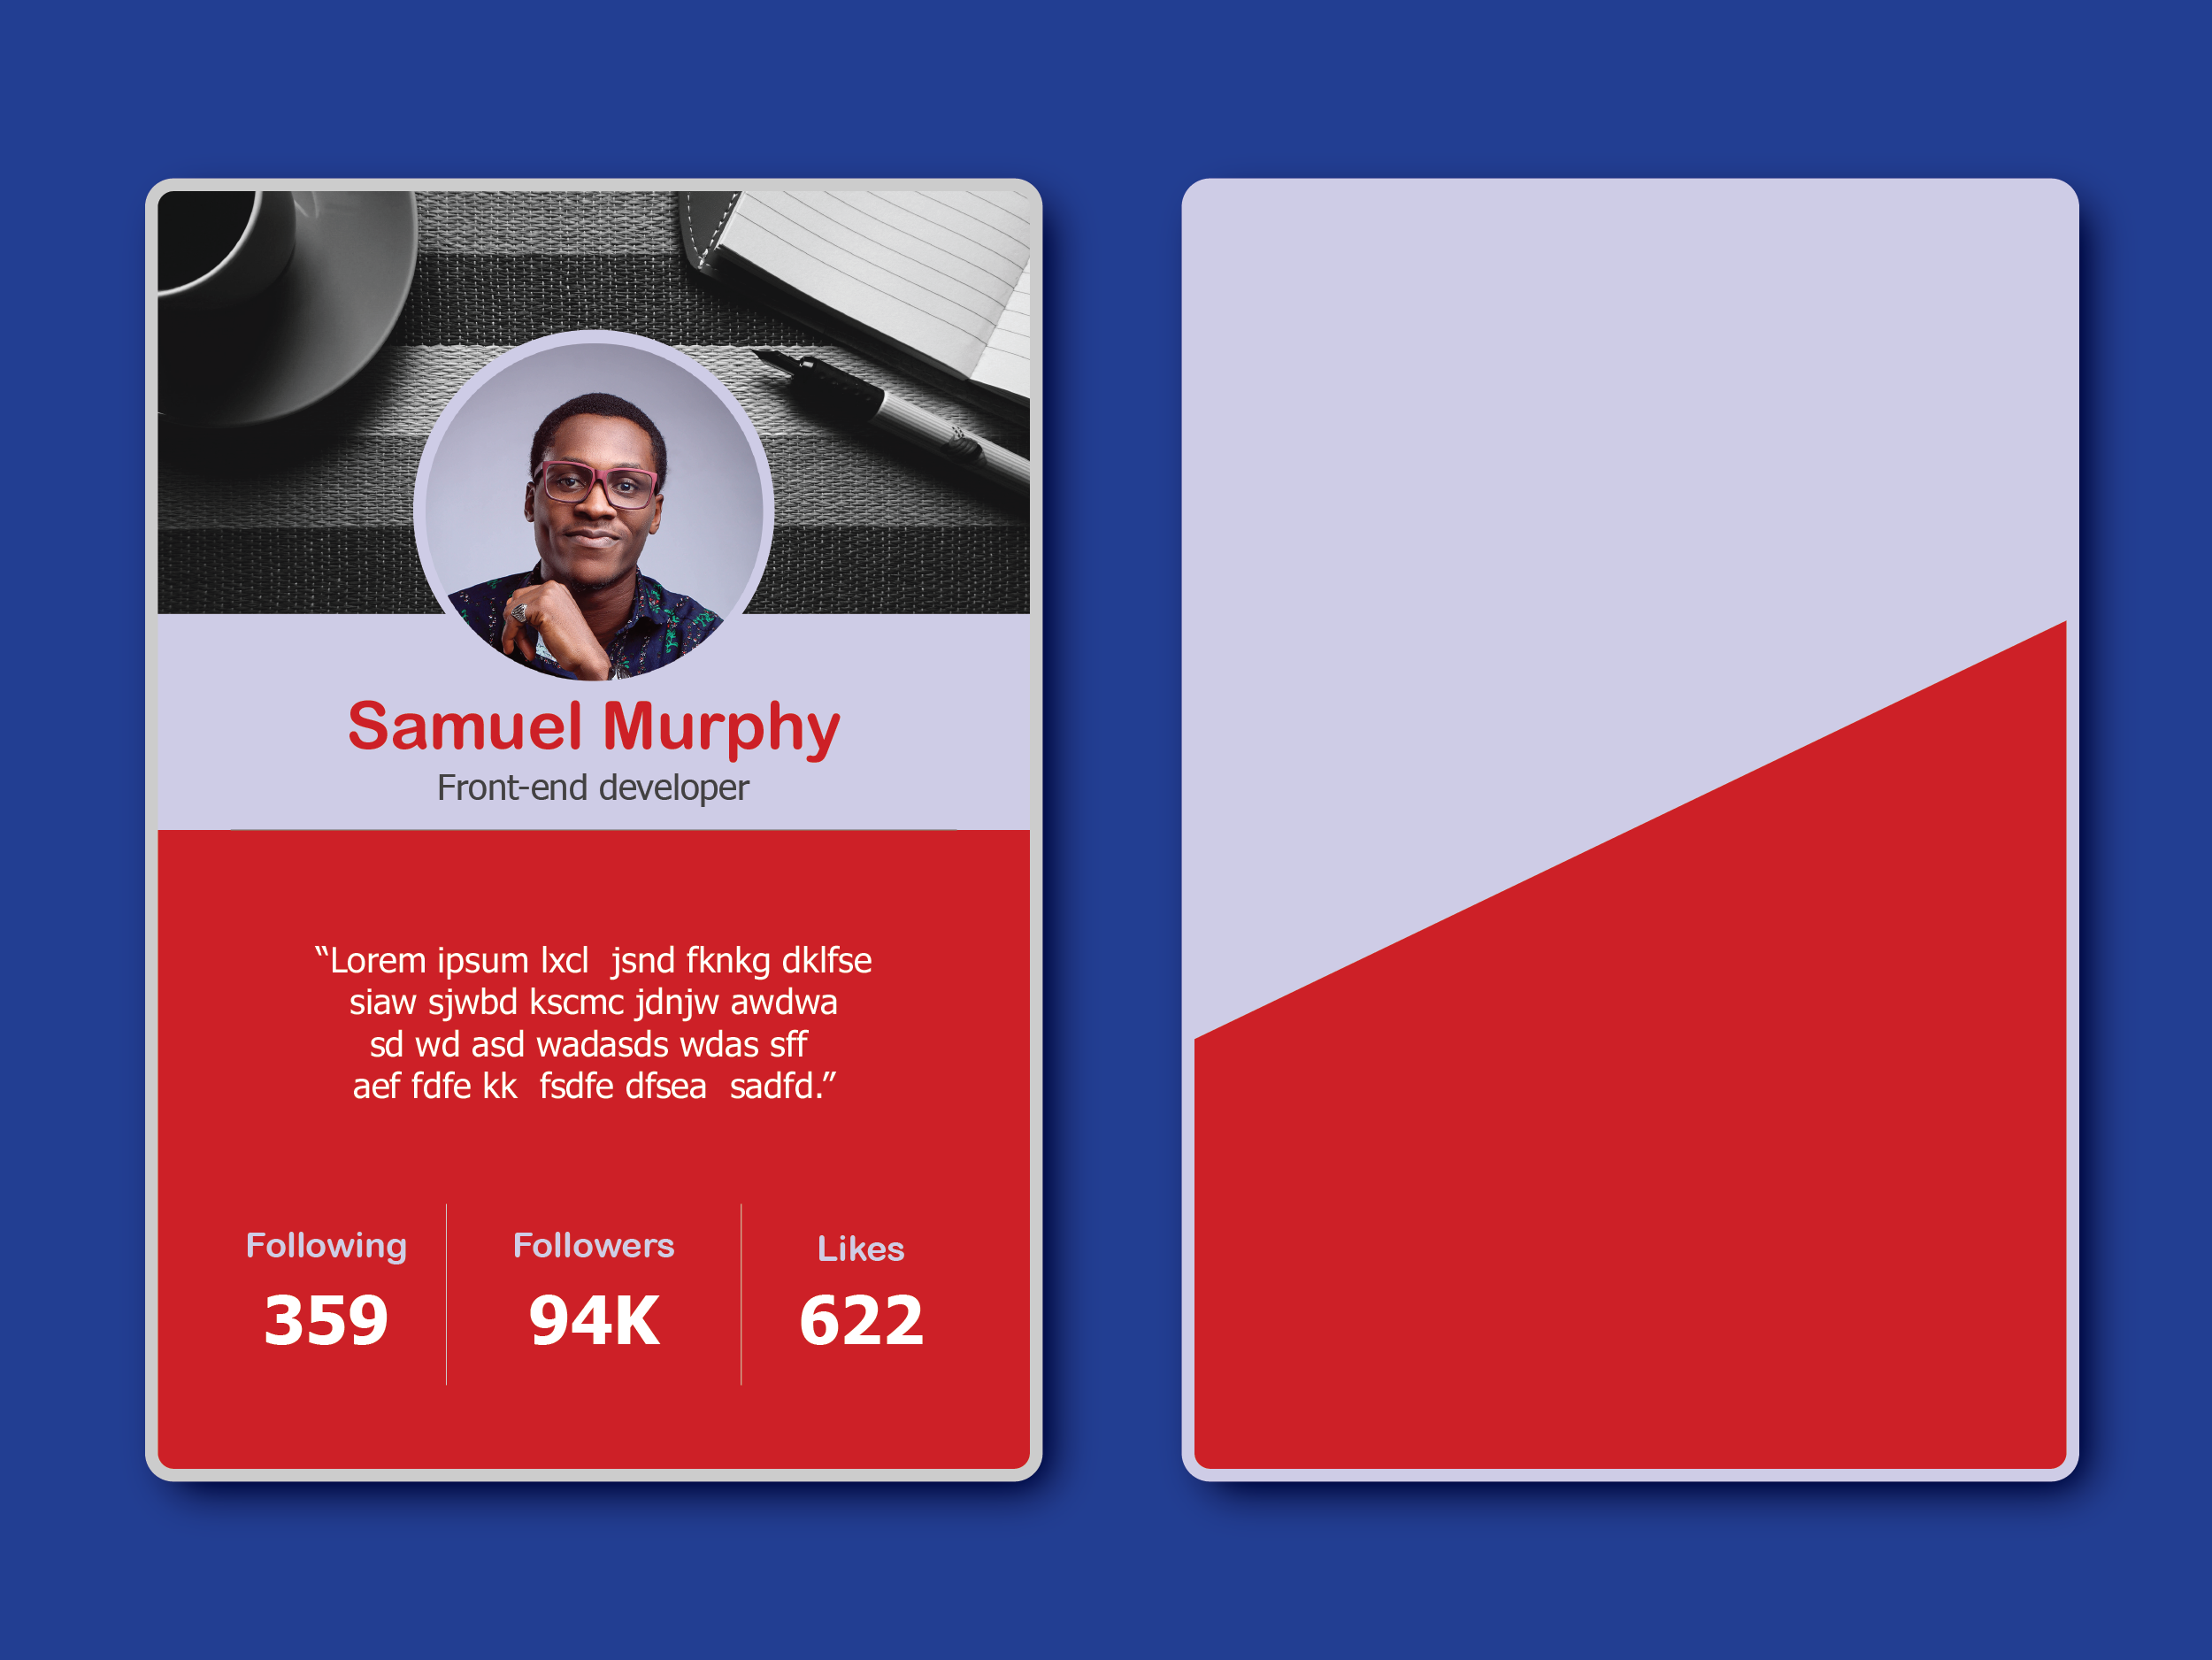 Samuel Murphy
Front-end developer
“Lorem ipsum lxcl  jsnd fknkg dklfse
siaw sjwbd kscmc jdnjw awdwa
sd wd asd wadasds wdas sff
aef fdfe kk  fsdfe dfsea  sadfd.”
Following Followers Likes
359 94K 622